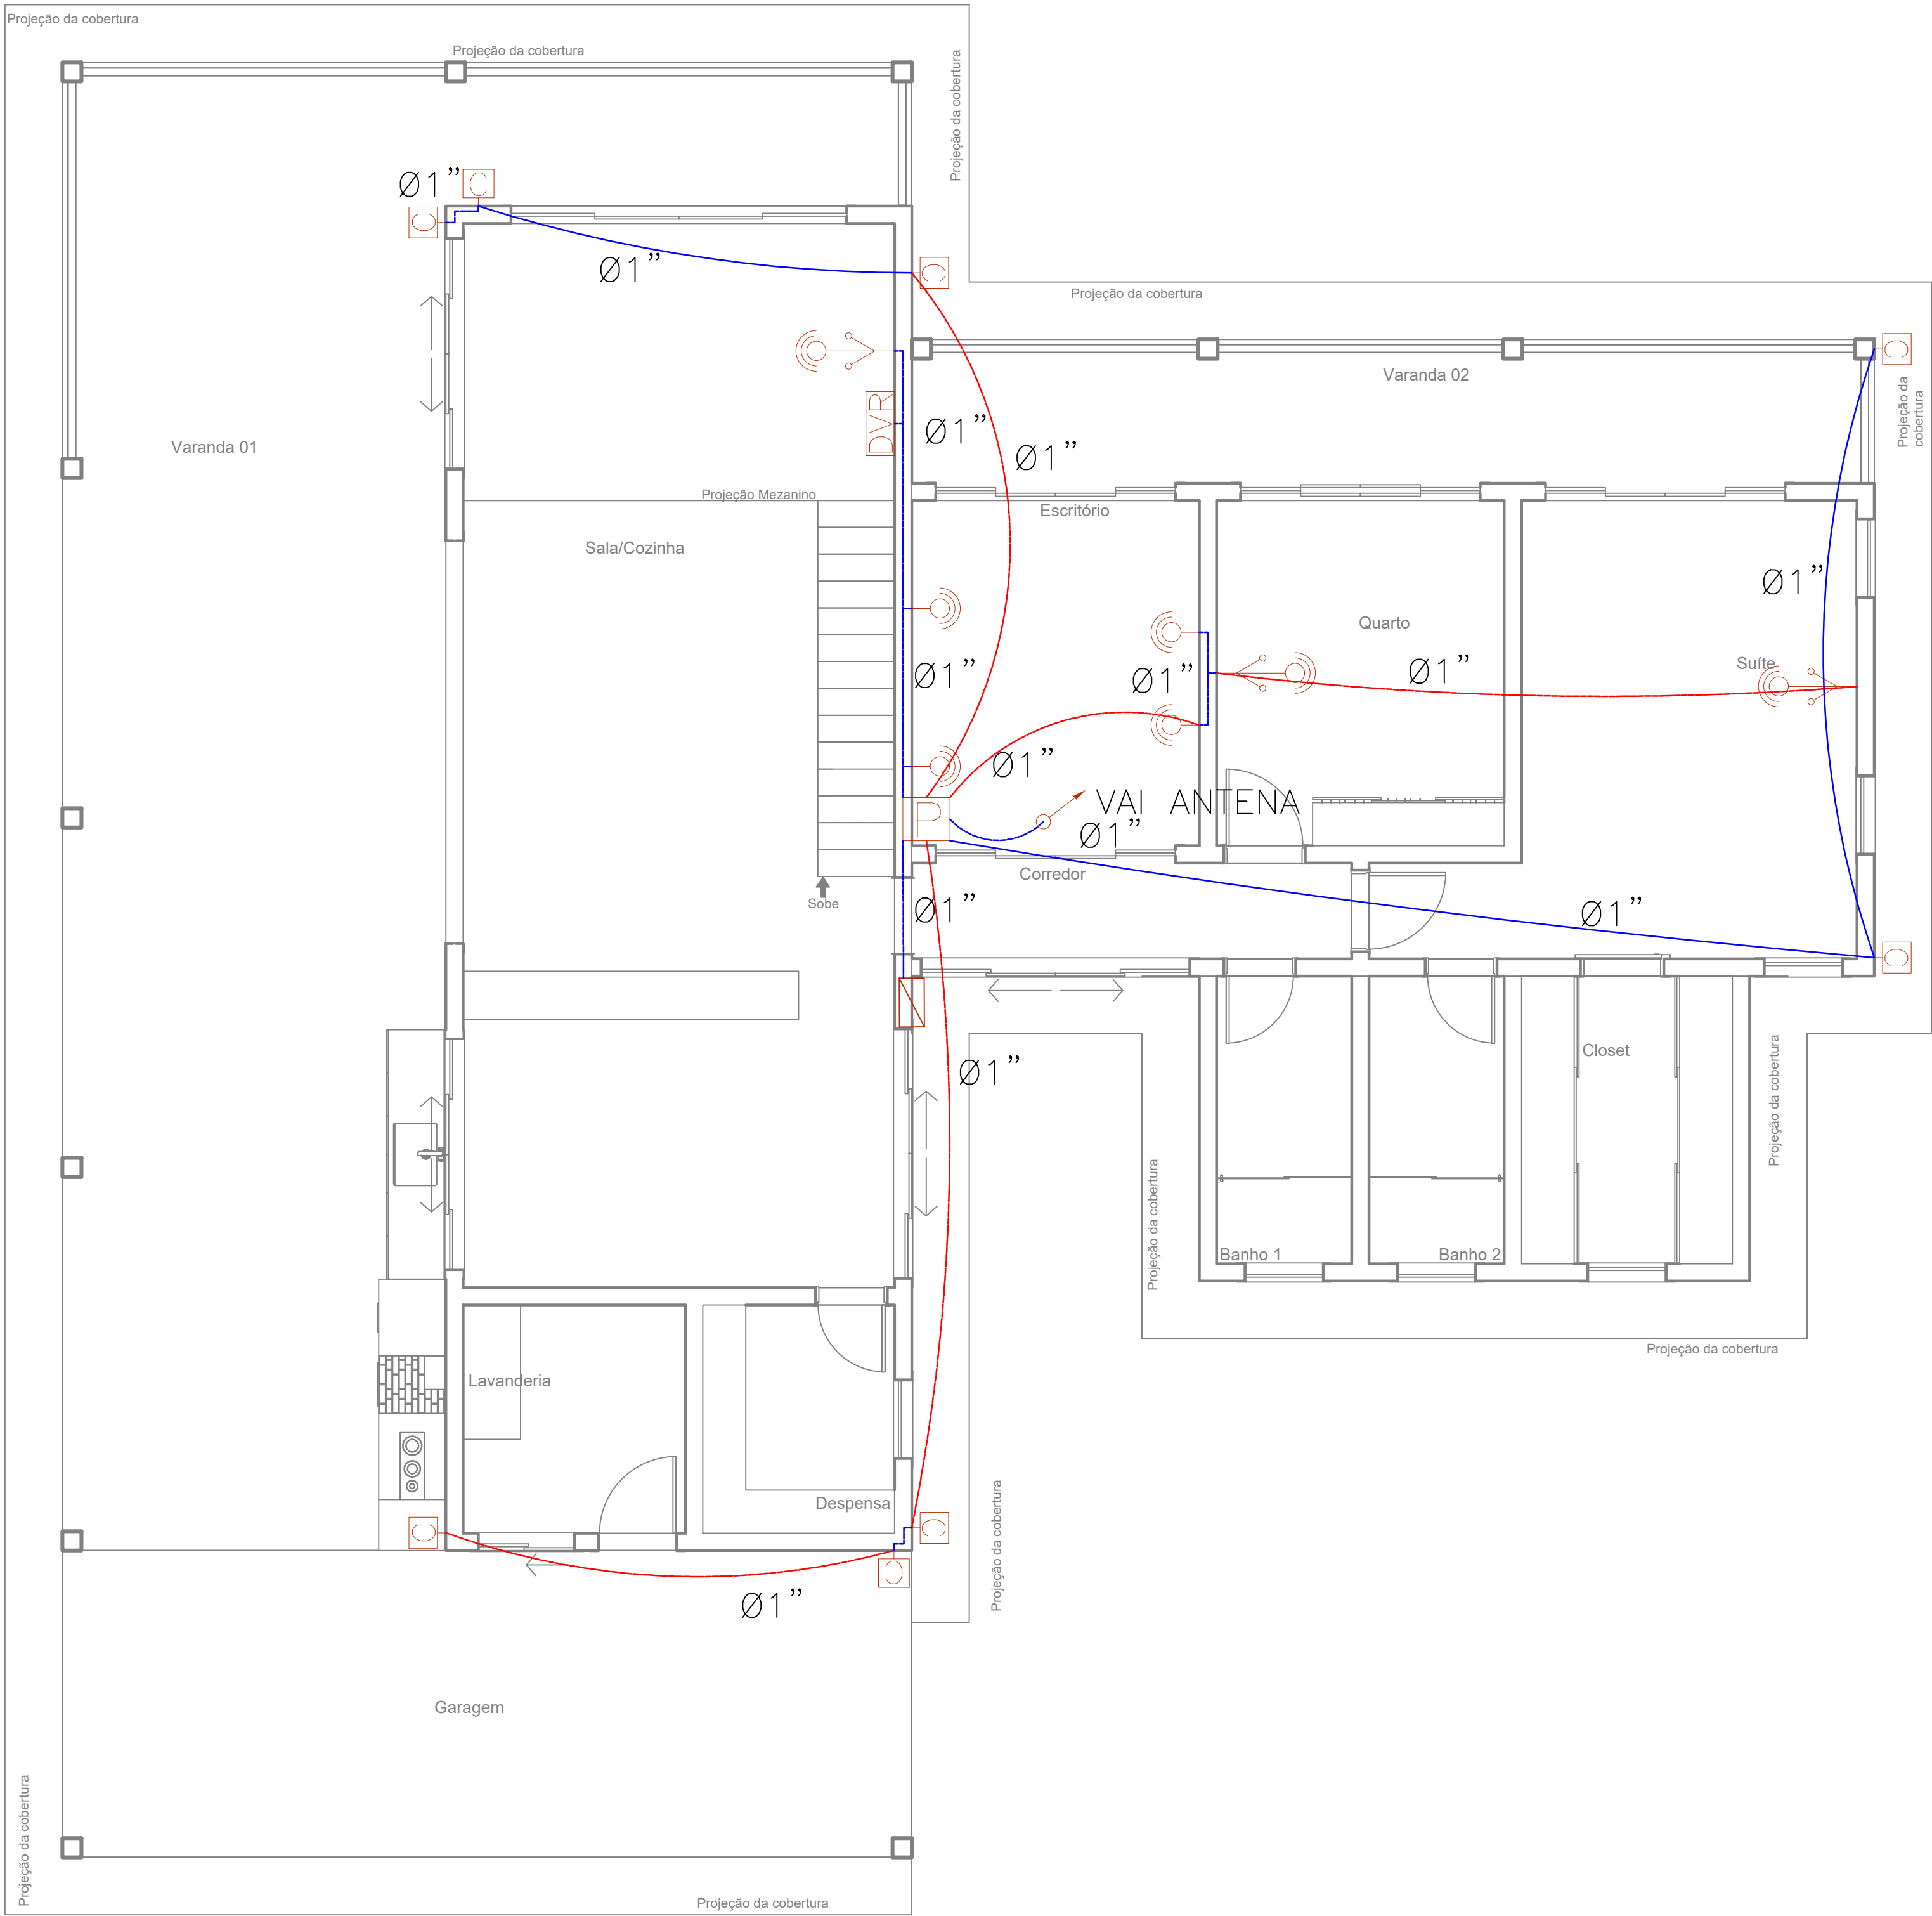 Projeção da cobertura
Projeção da cobertura
Projeção da cobertura
Ø1”
C
C
Ø1”
C
Projeção da cobertura
C
Varanda 02
Projeção da
cobertura
DVR
Ø1”
Varanda 01
Ø1”
Projeção Mezanino
Escritório
Sala/Cozinha
Ø1”
Quarto
Suíte
Ø1”
Ø1”
Ø1”
Ø1”
VAI ANTENA
U
Ø1”
Corredor
Sobe
Ø1”
Ø1”
C
Ø1”
Closet
Projeção da cobertura
Projeção da cobertura
Banho 1
Banho 2
Projeção da cobertura
Lavanderia
Despensa
Projeção da cobertura
C
C
C
Ø1”
Garagem
Projeção da cobertura
Projeção da cobertura